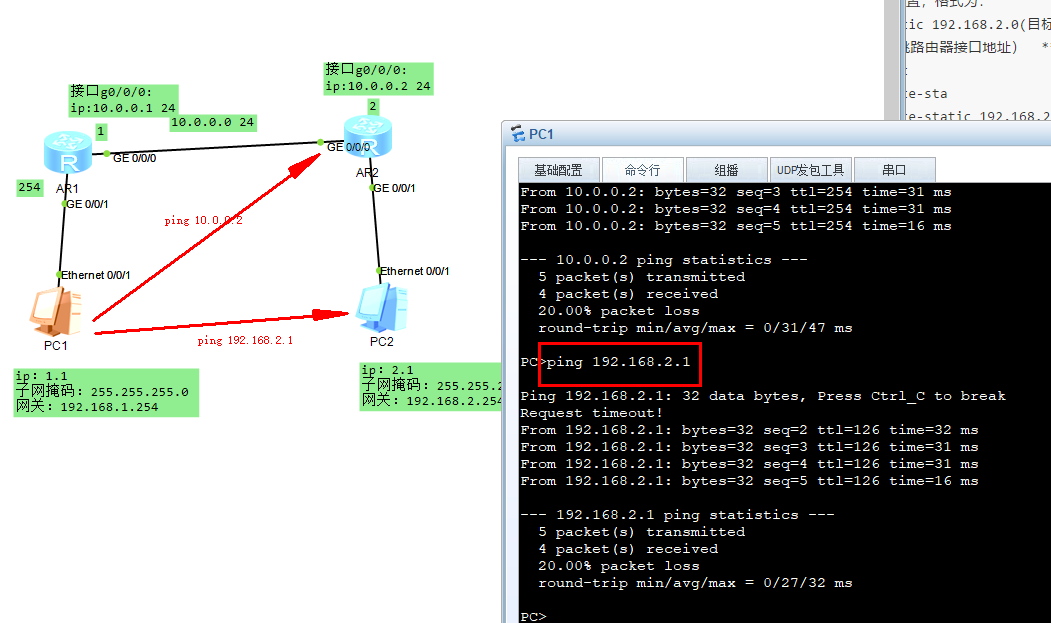 接口g0/0/0:
ip:10.0.0.1 24
10.0.0.0 24
接口g0/0/0:
ip:10.0.0.2 24
1
2
GE 0/0/0
GE 0/0/0
254
AR1
AR2
GE 0/0/1
GE 0/0/1
ping 10.0.0.2
Ethernet 0/0/1
Ethernet 0/0/1
ping 192.168.2.1
PC1
PC2
ip: 1.1
子网掩码: 255.255.255.0
网关: 192.168.1.254
ip: 2.1
子网掩码: 255.255.2
网关: 192.168.2.254
置，格式为:
tic 192.168.2.0(目标
跳路由器接口地址) *
te-sta
te-static 192.168.2
PC1
基础配置 命令行 组播 UDP发包工具 串口
From 10.0.0.2: bytes=32 seq=3 ttl=254 time=31 ms
From 10.0.0.2: bytes=32 seq=4 ttl=254 time=31 ms
From 10.0.0.2: bytes=32 seq=5 ttl=254 time=16 ms
--- 10.0.0.2 ping statistics ---
5 packet(s) transmitted
4 packet(s) received
20.00% packet loss
round-trip min/avg/max = 0/31/47 ms
PC>ping 192.168.2.1
Ping 192.168.2.1: 32 data bytes, Press Ctrl_C to break
Request timeout!
From 192.168.2.1: bytes=32 seq=2 ttl=126 time=32 ms
From 192.168.2.1: bytes=32 seq=3 ttl=126 time=31 ms
From 192.168.2.1: bytes=32 seq=4 ttl=126 time=31 ms
From 192.168.2.1: bytes=32 seq=5 ttl=126 time=16 ms
--- 192.168.2.1 ping statistics ---
5 packet(s) transmitted
4 packet(s) received
20.00% packet loss
round-trip min/avg/max = 0/27/32 ms
PC>